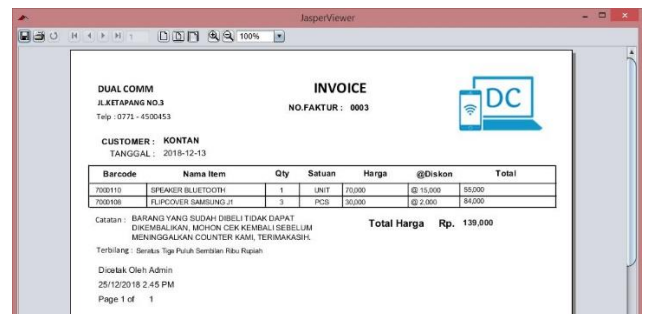 JasperViewer
1
100%
DUAL COMM
JL.KETAPANG NO.3
Telp : 0771 - 4500453
INVOICE
NO.FAKTUR : 0003
DC
CUSTOMER : KONTAN
TANGGAL : 2018-12-13
Barcode Nama Item Qty Satuan Harga @Diskon Total
7000110 SPEAKER BLUETOOTH 1 UNIT 70,000 @ 15,000 55,000
7000108 FLIPCOVER SAMSUNG J1 3 PCS 30,000 @ 2.000 84,000
Catatan : BARANG YANG SUDAH DIBELI TIDAK DAPAT
DIKEMBALIKAN, MOHON CEK KEMBALI SEBELUM
MENINGGALKAN COUNTER KAMI, TERIMAKASIH.
Total Harga Rp. 139,000
Terbilang : Seratus Tiga Puluh Sembilan Ribu Rupiah
Dicetak Oleh Admin
25/12/2018 2.45 PM
Page 1 of 1